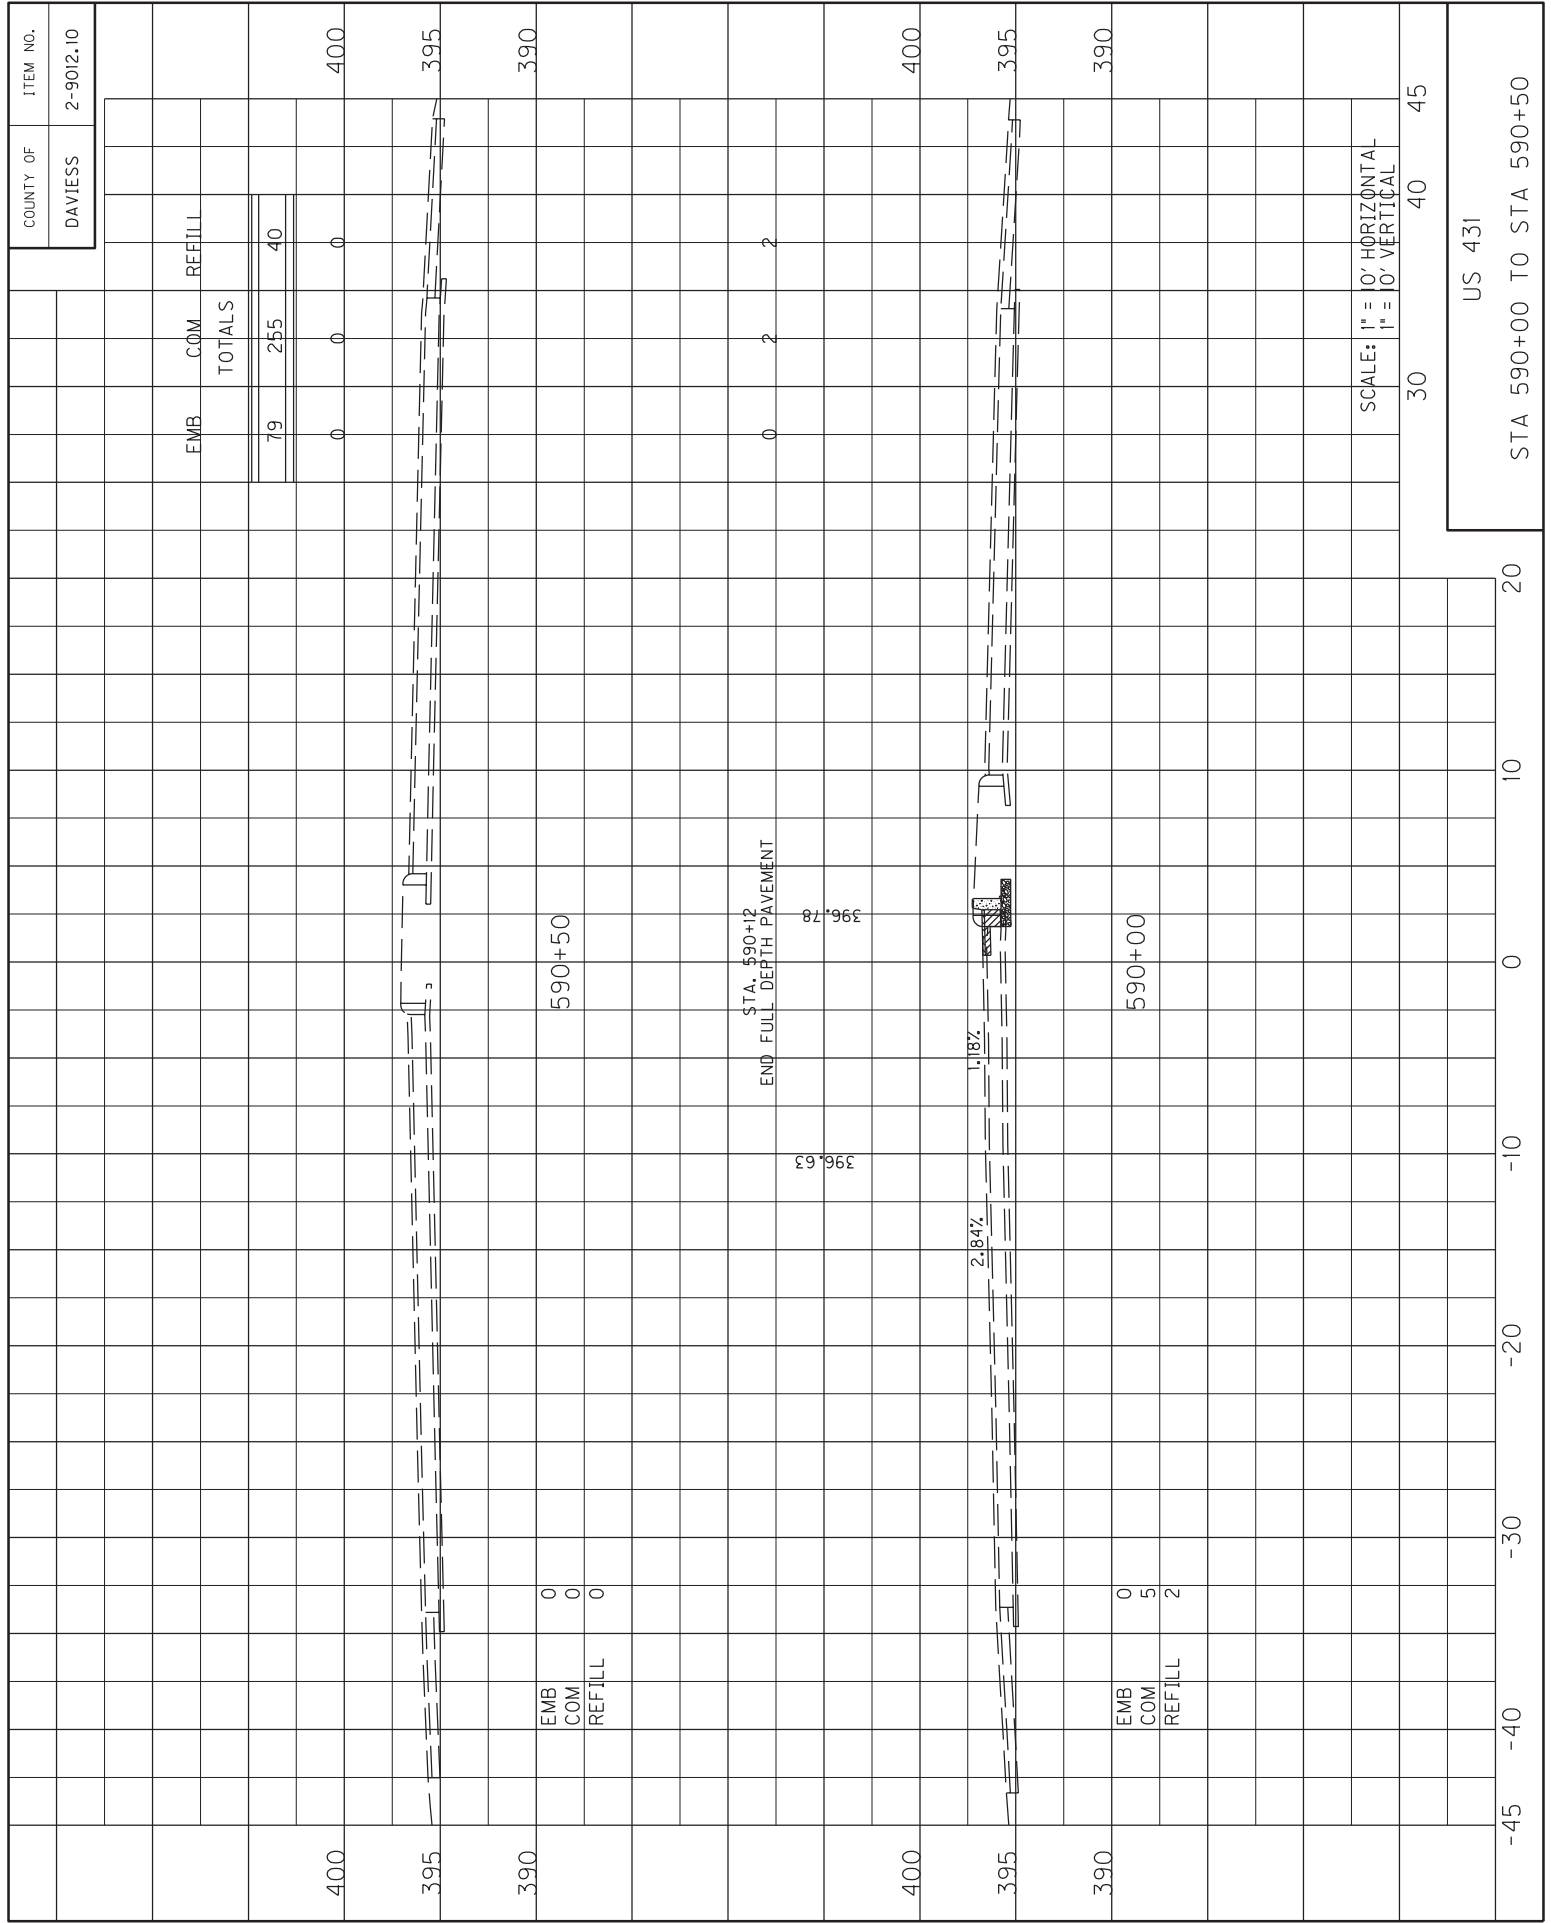 COUNTY OF ITEM NO.
DAVIESS 2-9012.10
EMB COM REFILL
TOTALS
79 255 40
0 0 0
400 400
395 395
390 390
590+50
EMB 0
COM 0
REFILL 0
STA. 590+12
END FULL DEPTH PAVEMENT
0 2 2
396.63 396.78
400 400
2.84% 1.18%
395 395
390 390
590+00
EMB 0
COM 5
REFILL 2
SCALE: 1" = 10' HORIZONTAL
1" = 10' VERTICAL
30 40 45
-45 -40 -30 -20 -10 0 10 20
US 431
STA 590+00 TO STA 590+50